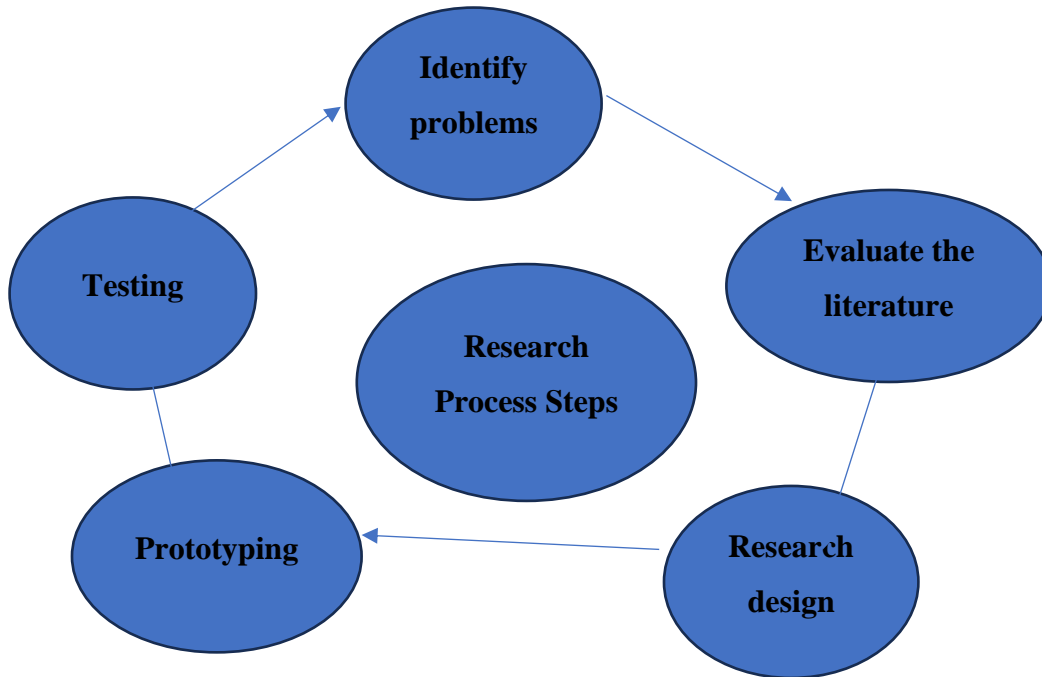 Identify
problems
Evaluate the
literature
Testing
Research
Process Steps
Prototyping
Research
design